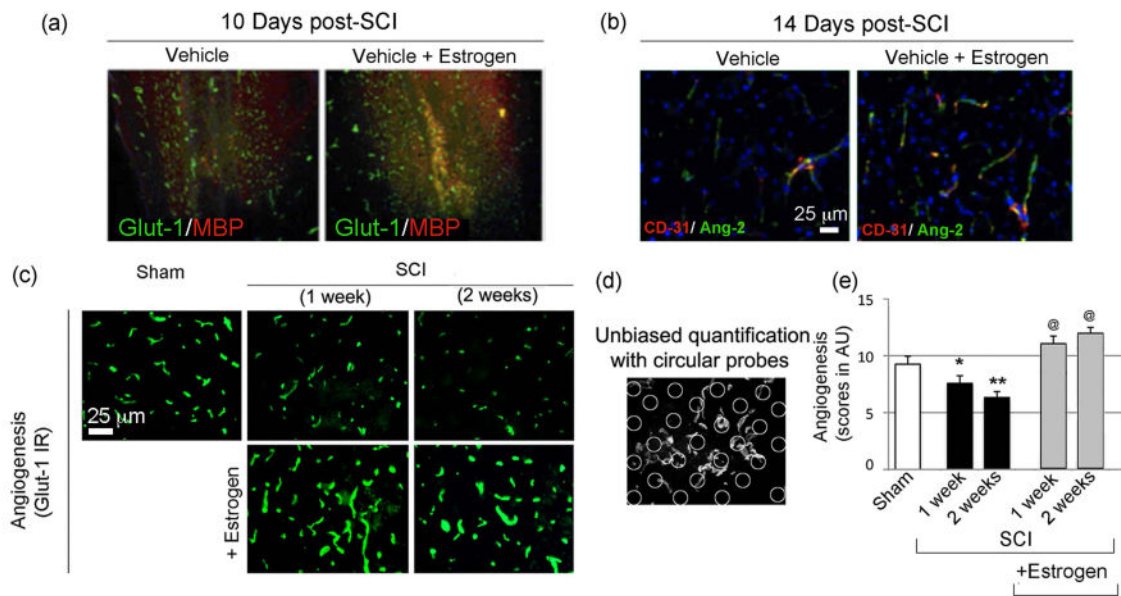 (a)
10 Days post-SCI
Vehicle
Vehicle + Estrogen
Glut-1/MBP
Glut-1/MBP
(b)
14 Days post-SCI
Vehicle
Vehicle + Estrogen
25 μm
CD-31/ Ang-2
CD-31/ Ang-2
(c)
Sham
SCI
(1 week)
(2 weeks)
Angiogenesis
(Glut-1 IR)
25 μm
+ Estrogen
(d)
Unbiased quantification
with circular probes
(e)
Angiogenesis
(scores in AU)
15
10
5
0
*
**
@
@
Sham
1 week
2 weeks
1 week
2 weeks
SCI
+Estrogen